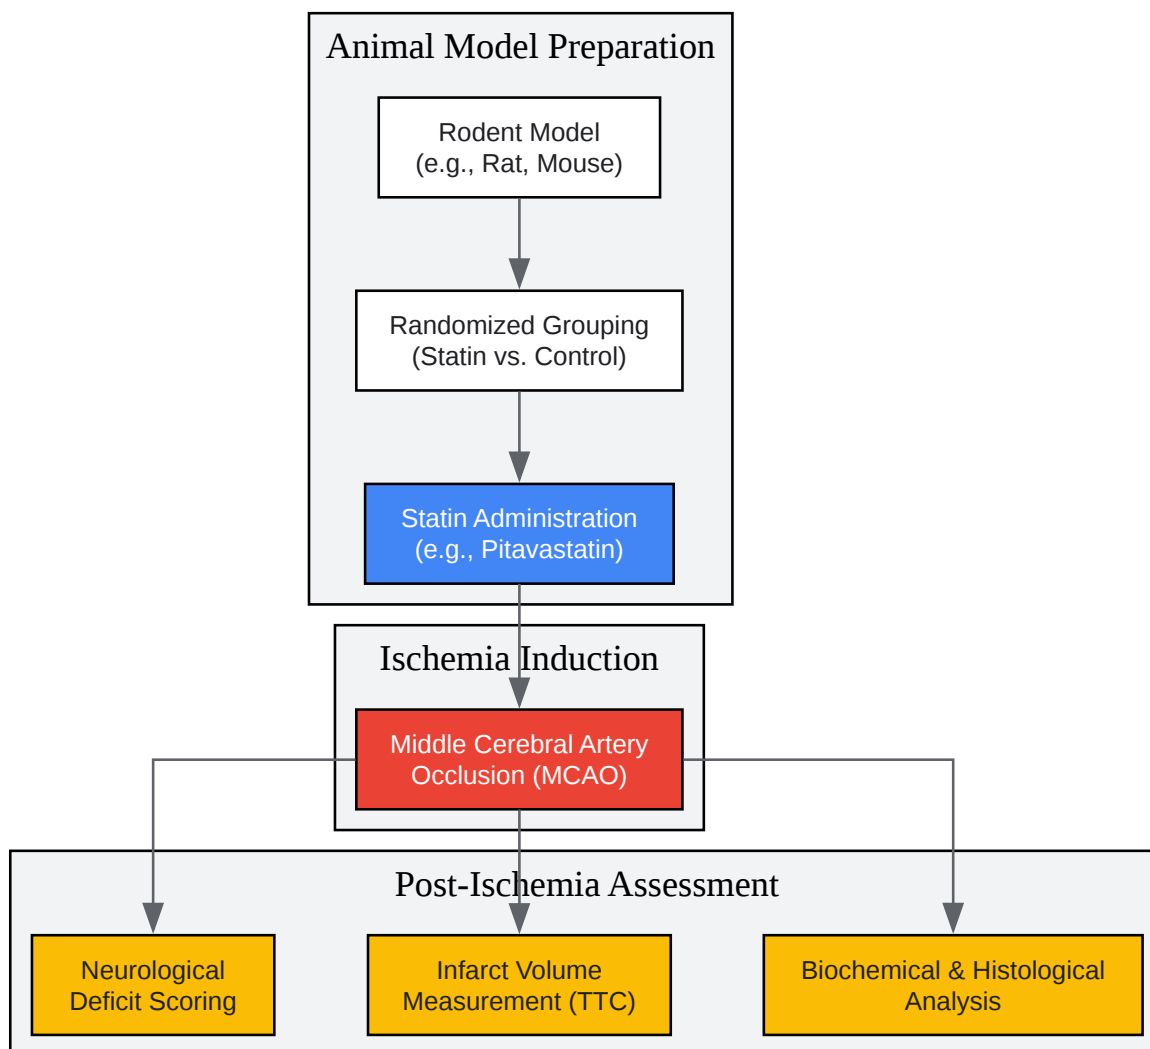 Animal Model Preparation
Rodent Model
(e.g., Rat, Mouse)
Randomized Grouping
(Statin vs. Control)
Statin Administration
(e.g., Pitavastatin)
Ischemia Induction
Middle Cerebral Artery
Occlusion (MCAO)
Post-Ischemia Assessment
Neurological
Deficit Scoring
Infarct Volume
Measurement (TTC)
Biochemical & Histological
Analysis